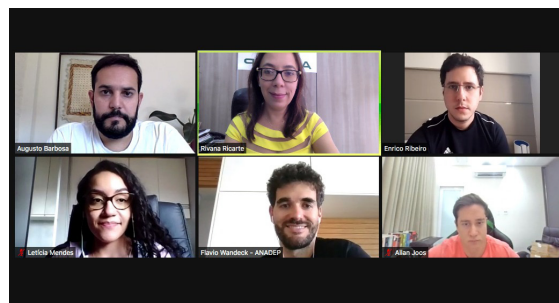 Augusto Barbosa
Rivana Ricarte
Enrico Ribeiro
Letícia Mendes
Flavio Wandeck - ANADEP
Allan Joos